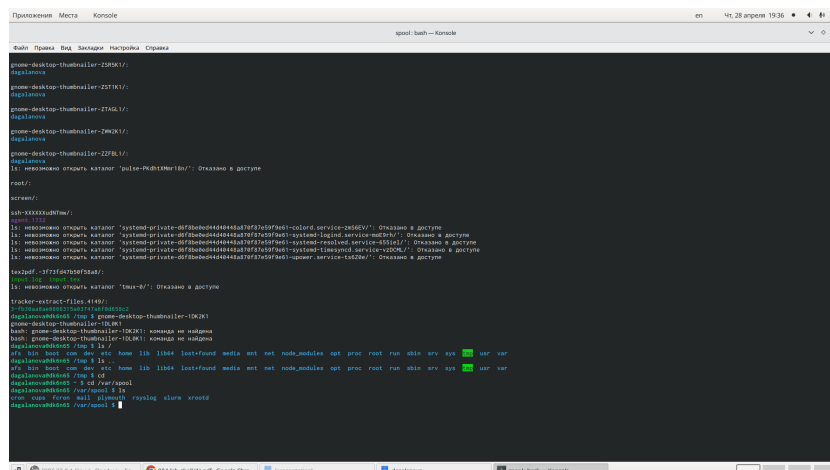 Приложения Места Konsole en Чт, 28 апреля 19:36
spool : bash — Konsole
Файл Правка Вид Закладки Настройка Справка
gnome-desktop-thumbnailer-ZSR5K1/:
dagalanova
gnome-desktop-thumbnailer-ZST1K1/:
dagalanova
gnome-desktop-thumbnailer-ZTAGL1/:
dagalanova
gnome-desktop-thumbnailer-ZWW2K1/:
dagalanova
gnome-desktop-thumbnailer-ZZFBL1/:
dagalanova
ls: невозможно открыть каталог 'pulse-PKdhtXMmr18n/': Отказано в доступе
root/:
screen/:
ssh-XXXXXXudNTmw/:
agent.1732
ls: невозможно открыть каталог 'systemd-private-d6f8be0ed44d40448a870f87e59f9e61-colord.service-zm56EV/': Отказано в доступе
ls: невозможно открыть каталог 'systemd-private-d6f8be0ed44d40448a870f87e59f9e61-systemd-logind.service-moE9rh/': Отказано в доступе
ls: невозможно открыть каталог 'systemd-private-d6f8be0ed44d40448a870f87e59f9e61-systemd-resolved.service-655iel/': Отказано в доступе
ls: невозможно открыть каталог 'systemd-private-d6f8be0ed44d40448a870f87e59f9e61-systemd-timesyncd.service-vzDCML/': Отказано в доступе
ls: невозможно открыть каталог 'systemd-private-d6f8be0ed44d40448a870f87e59f9e61-upower.service-ts6Z0e/': Отказано в доступе
tex2pdf.-3f73fd47b50f58a8/:
input.log input.tex
ls: невозможно открыть каталог 'tmux-0/': Отказано в доступе
tracker-extract-files.4149/:
dagalanova@dk6n65 /tmp $ gnome-desktop-thumbnailer-1DK2K1
gnome-desktop-thumbnailer-1DL0K1
bash: gnome-desktop-thumbnailer-1DK2K1: команда не найдена
bash: gnome-desktop-thumbnailer-1DL0K1: команда не найдена
dagalanova@dk6n65 /tmp $ ls /
afs bin boot com dev etc home lib lib64 lost+found media mnt net node_modules opt proc root run sbin srv sys tmp usr var
dagalanova@dk6n65 /tmp $ ls ..
afs bin boot com dev etc home lib lib64 lost+found media mnt net node_modules opt proc root run sbin srv sys tmp usr var
dagalanova@dk6n65 /tmp $ cd
dagalanova@dk6n65 ~ $ cd /var/spool
dagalanova@dk6n65 /var/spool $ ls
cron cups fcron mail plymouth rsyslog slurm xrootd
dagalanova@dk6n65 /var/spool $